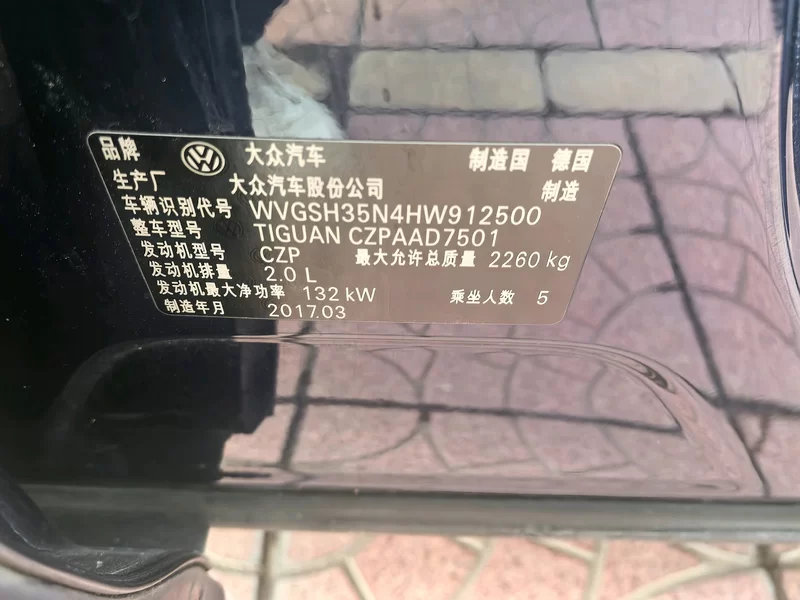 品牌 大众汽车 制造国 德国
生产厂 大众汽车股份公司 制造
车辆识别代号 WVGSH35N4HW912500
整车型号 TIGUAN CZPAAD7501
发动机型号 CZP 最大允许总质量 2260 kg
发动机排量 2.0 L
发动机最大净功率 132 kW 乘坐人数 5
制造年月 2017.03